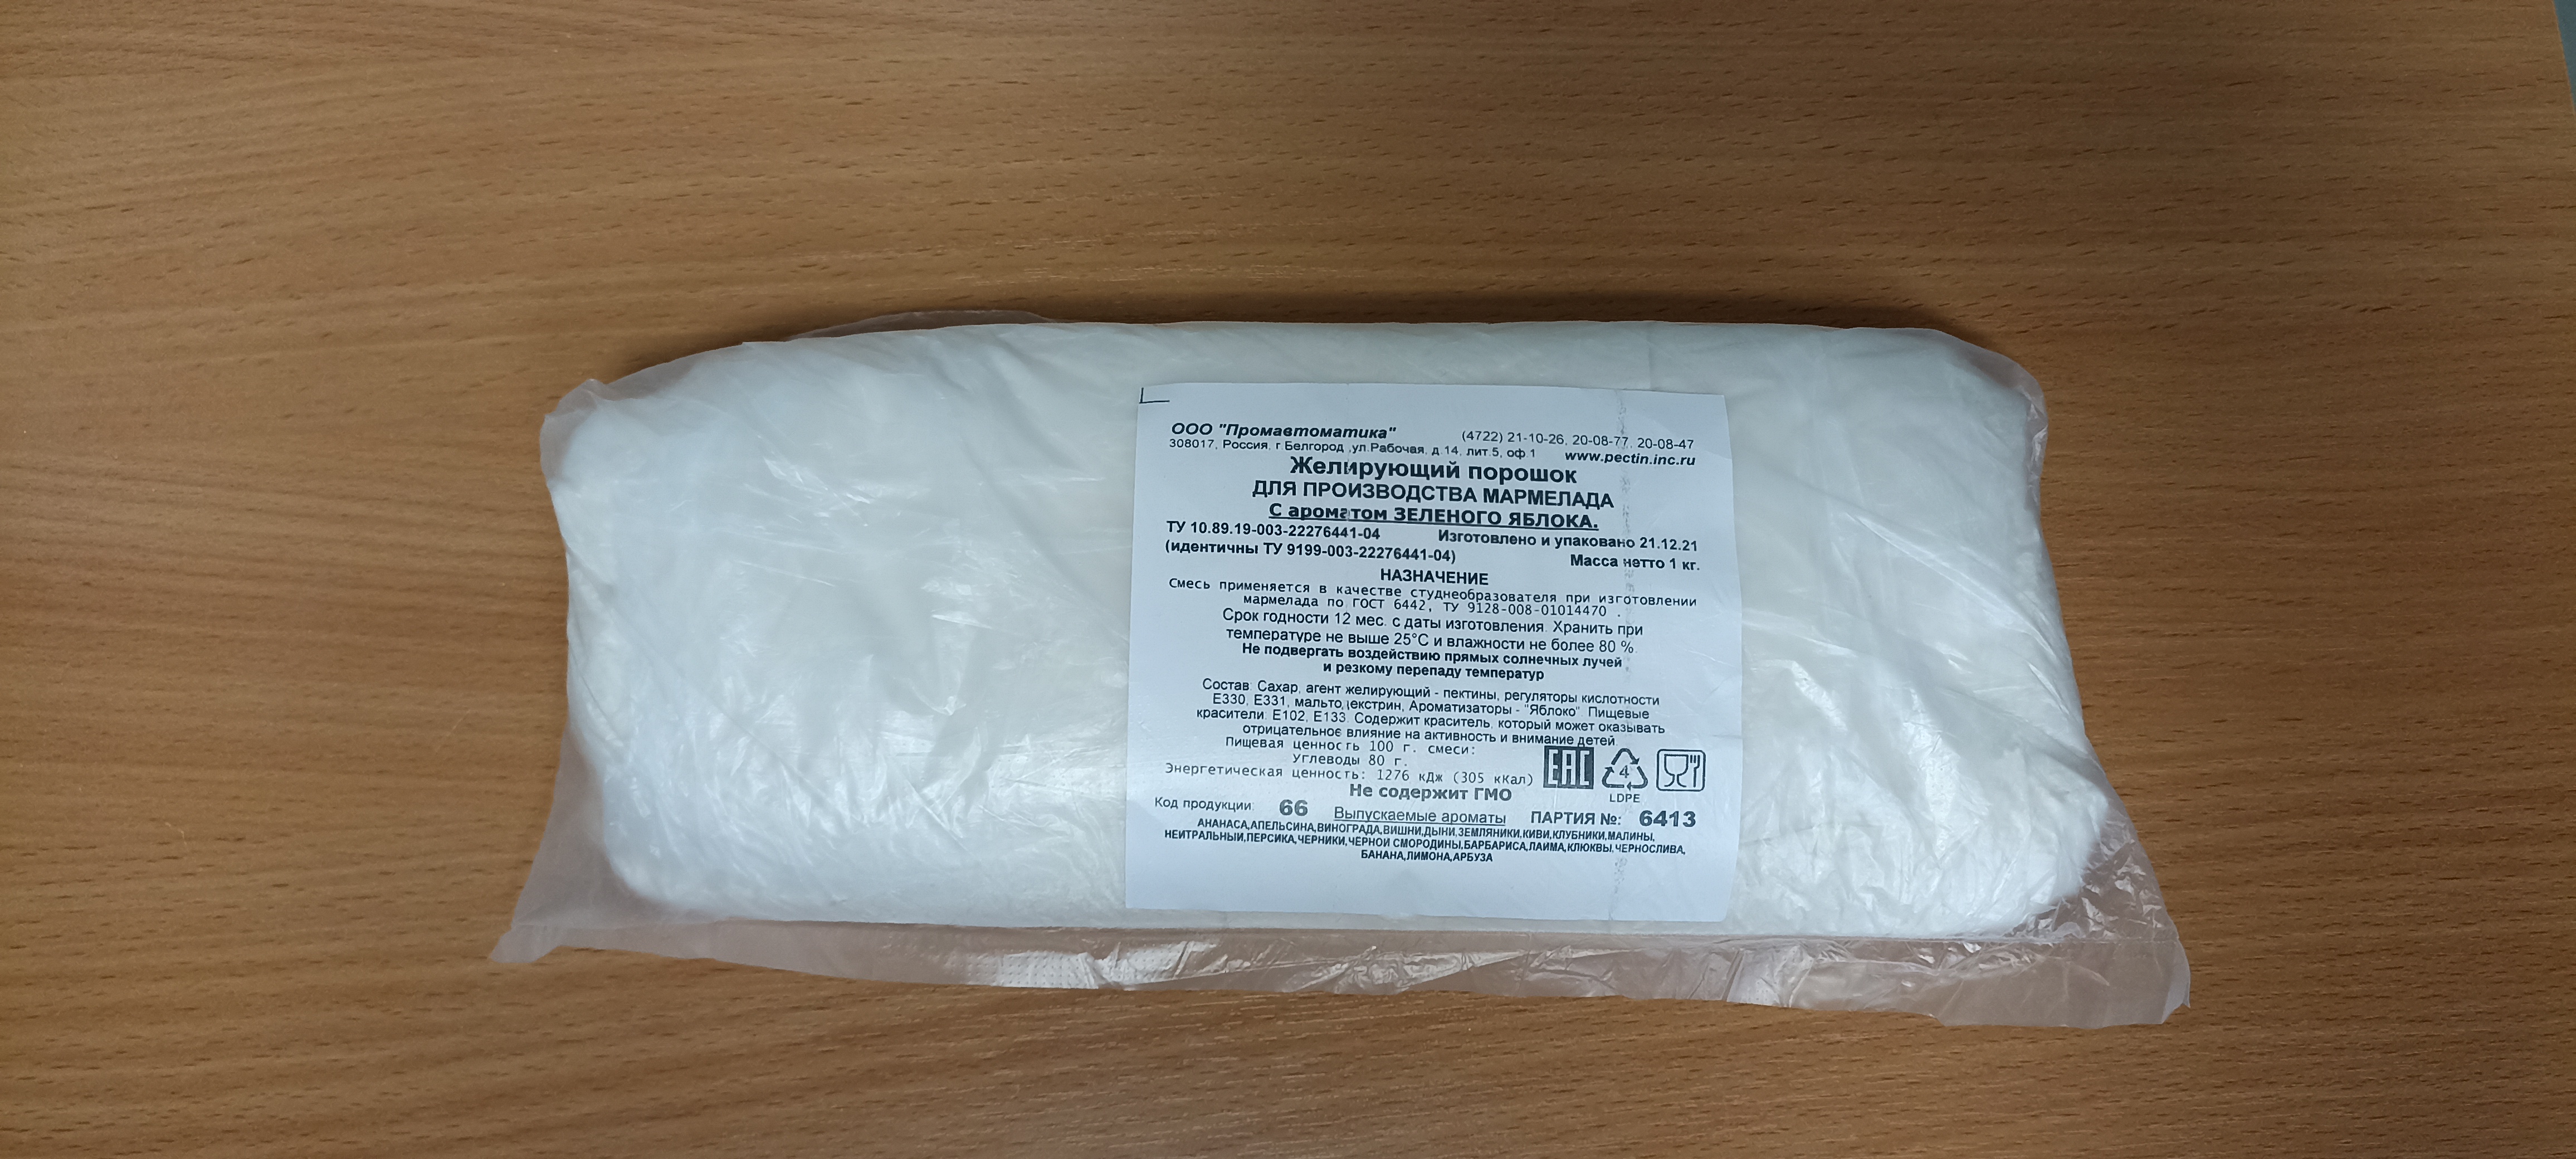 ООО "Промавтоматика" (4722) 21-10-26, 20-08-77, 20-08-47
308017, Россия, г.Белгород ,ул.Рабочая, д.14, лит.5, оф.1 www.pectin.inc.ru
Желирующий порошок
ДЛЯ ПРОИЗВОДСТВА МАРМЕЛАДА
С ароматом ЗЕЛЕНОГО ЯБЛОКА.
ТУ 10.89.19-003-22276441-04 Изготовлено и упаковано 21.12.21
(идентичны ТУ 9199-003-22276441-04) Масса нетто 1 кг.
НАЗНАЧЕНИЕ
Смесь применяется в качестве студнеобразователя при изготовлении
мармелада по ГОСТ 6442, ТУ 9128-008-01014470 .
Срок годности 12 мес. с даты изготовления. Хранить при
температуре не выше 25°С и влажности не более 80 %
Не подвергать воздействию прямых солнечных лучей
и резкому перепаду температур
Состав: Сахар, агент желирующий - пектины, регуляторы кислотности
Е330, Е331, мальтодекстрин, Ароматизаторы - "Яблоко" Пищевые
красители: Е102, Е133. Содержит краситель, который может оказывать
отрицательное влияние на активность и внимание детей
Пищевая ценность 100 г. смеси:
Углеводы 80 г.
Энергетическая ценность: 1276 кДж (305 кКал)
ЕАС 4
LDPE
Не содержит ГМО
Код продукции: 66 Выпускаемые ароматы ПАРТИЯ №: 6413
АНАНАСА,АПЕЛЬСИНА,ВИНОГРАДА,ВИШНИ,ДЫНИ,ЗЕМЛЯНИКИ,КИВИ,КЛУБНИКИ,МАЛИНЫ,
НЕЙТРАЛЬНЫЙ,ПЕРСИКА,ЧЕРНИКИ,ЧЕРНОЙ СМОРОДИНЫ,БАРБАРИСА,ЛАЙМА,КЛЮКВЫ,ЧЕРНОСЛИВА,
БАНАНА,ЛИМОНА,АРБУЗА